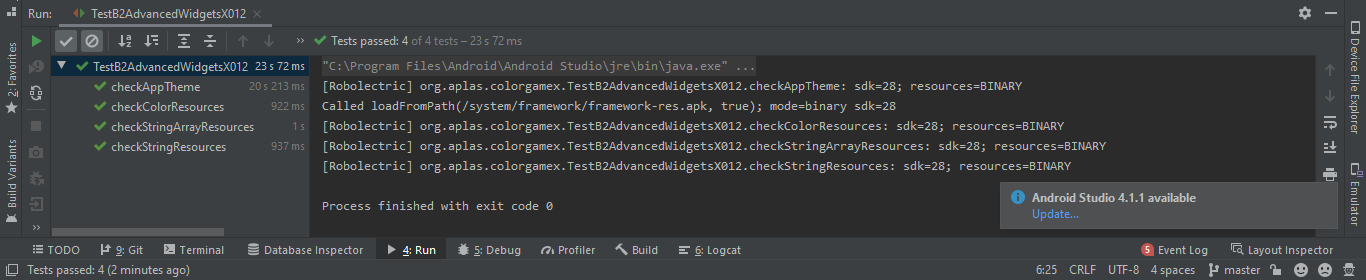 Run: TestB2AdvancedWidgetsX012
Tests passed: 4 of 4 tests – 23 s 72 ms
TestB2AdvancedWidgetsX012 23 s 72 ms
checkAppTheme 20 s 213 ms
checkColorResources 922 ms
checkStringArrayResources 1 s
checkStringResources 937 ms
"C:\Program Files\Android\Android Studio\jre\bin\java.exe" ...
[Robolectric] org.aplas.colorgamex.TestB2AdvancedWidgetsX012.checkAppTheme: sdk=28; resources=BINARY
Called loadFromPath(/system/framework/framework-res.apk, true); mode=binary sdk=28
[Robolectric] org.aplas.colorgamex.TestB2AdvancedWidgetsX012.checkColorResources: sdk=28; resources=BINARY
[Robolectric] org.aplas.colorgamex.TestB2AdvancedWidgetsX012.checkStringArrayResources: sdk=28; resources=BINARY
[Robolectric] org.aplas.colorgamex.TestB2AdvancedWidgetsX012.checkStringResources: sdk=28; resources=BINARY
Process finished with exit code 0
Android Studio 4.1.1 available
Update...
2: Favorites
Build Variants
Device File Explorer
Emulator
TODO 9: Git Terminal Database Inspector 4: Run 5: Debug Profiler Build 6: Logcat 5 Event Log Layout Inspector
Tests passed: 4 (2 minutes ago) 6:25 CRLF UTF-8 4 spaces master